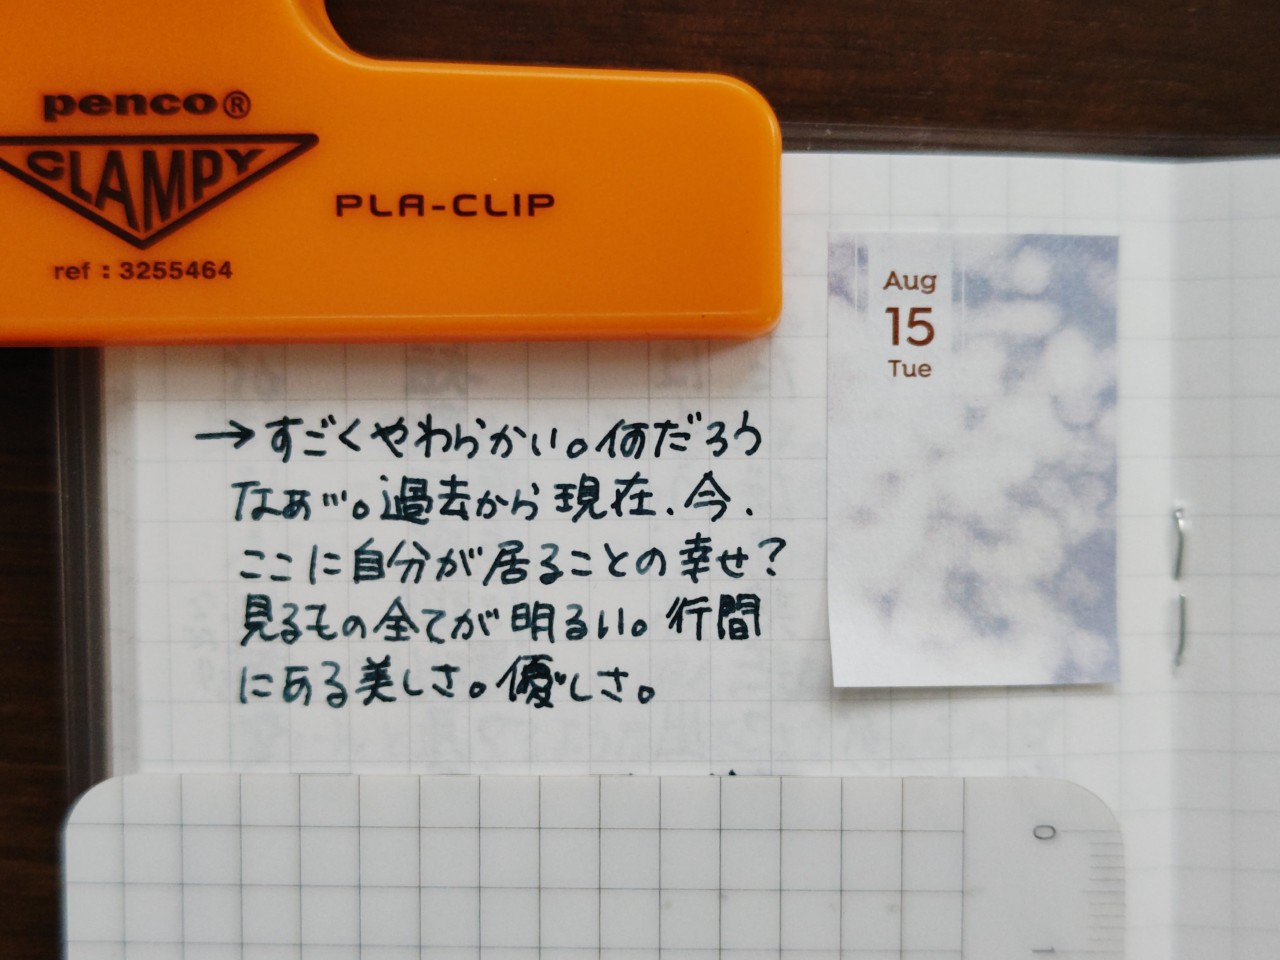 penco®
CLAMPY
PLA-CLIP
ref : 3255464
Aug
15
Tue
→すごくやわらかい。何だろう
なぁ…。過去から現在、今、
ここに自分が居ることの幸せ?
見るもの全てが明るい。行間
にある美しさ。優しさ。
0
1